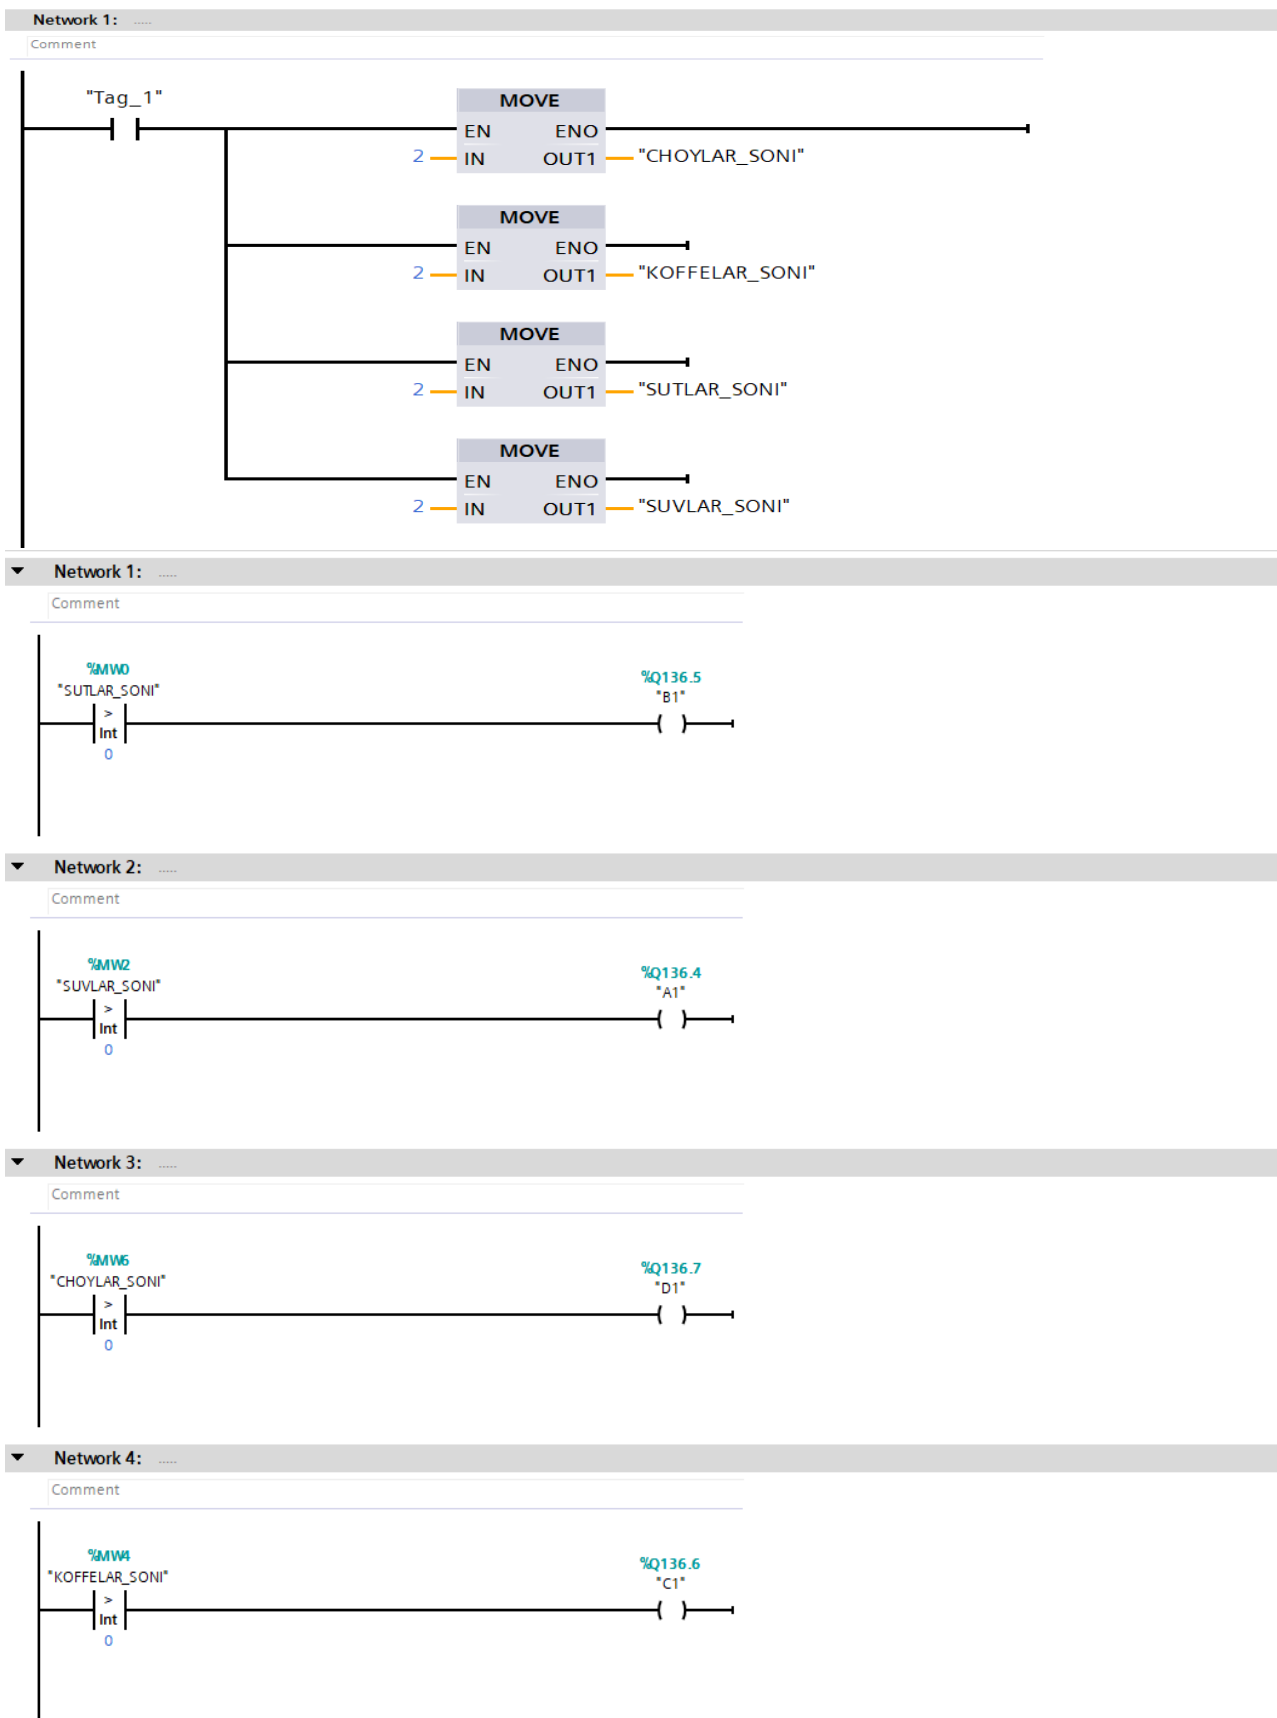 Network 1: .....
Comment
"Tag_1"
MOVE
EN ENO
2 IN OUT1 "CHOYLAR_SONI"
MOVE
EN ENO
2 IN OUT1 "KOFFELAR_SONI"
MOVE
EN ENO
2 IN OUT1 "SUTLAR_SONI"
MOVE
EN ENO
2 IN OUT1 "SUVLAR_SONI"
Network 1: .....
Comment
%MW0
"SUTLAR_SONI"
>
Int
0
%Q136.5
"B1"
Network 2: .....
Comment
%MW2
"SUVLAR_SONI"
>
Int
0
%Q136.4
"A1"
Network 3: .....
Comment
%MW6
"CHOYLAR_SONI"
>
Int
0
%Q136.7
"D1"
Network 4: .....
Comment
%MW4
"KOFFELAR_SONI"
>
Int
0
%Q136.6
"C1"